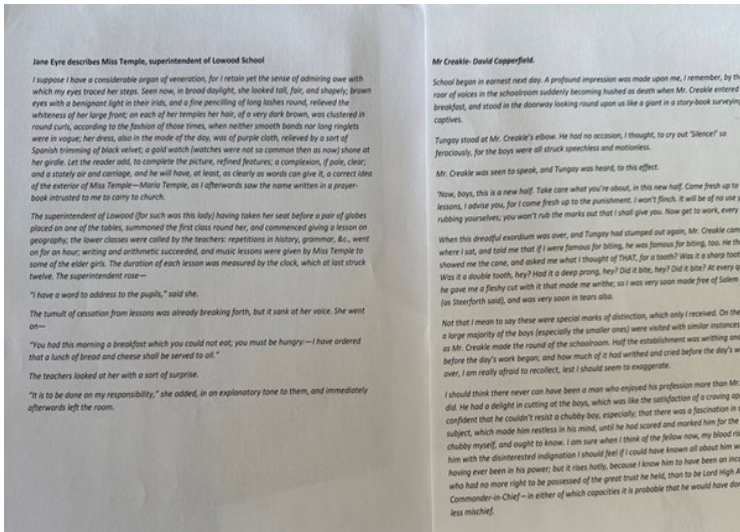 Jane Eyre describes Miss Temple, superintendent of Lowood School
I suppose I have a considerable organ of veneration, for I retain yet the sense of admiring awe with
which my eyes traced her steps. Seen now, in broad daylight, she looked tall, fair, and shapely; brown
eyes with a benignant light in their irids, and a fine pencilling of long lashes round, relieved the
whiteness of her large front; on each of her temples her hair, of a very dark brown, was clustered in
round curls, according to the fashion of those times, when neither smooth bands nor long ringlets
were in vogue; her dress, also in the mode of the day, was of purple cloth, relieved by a sort of
Spanish trimming of black velvet; a gold watch (watches were not so common then as now) shone at
her girdle. Let the reader add, to complete the picture, refined features; a complexion, if pale, clear;
and a stately air and carriage, and he will have, at least, as clearly as words can give it, a correct idea
of the exterior of Miss Temple—Maria Temple, as I afterwards saw the name written in a prayer-
book intrusted to me to carry to church.
The superintendent of Lowood (for such was this lady) having taken her seat before a pair of globes
placed on one of the tables, summoned the first class round her, and commenced giving a lesson on
geography; the lower classes were called by the teachers: repetitions in history, grammar, &c., went
on for an hour; writing and arithmetic succeeded, and music lessons were given by Miss Temple to
some of the elder girls. The duration of each lesson was measured by the clock, which at last struck
twelve. The superintendent rose—
"I have a word to address to the pupils," said she.
The tumult of cessation from lessons was already breaking forth, but it sank at her voice. She went
on—
"You had this morning a breakfast which you could not eat; you must be hungry:—I have ordered
that a lunch of bread and cheese shall be served to all."
The teachers looked at her with a sort of surprise.
"It is to be done on my responsibility," she added, in an explanatory tone to them, and immediately
afterwards left the room.
Mr Creakle- David Copperfield.
School began in earnest next day. A profound impression was made upon me, I remember, by the
roar of voices in the schoolroom suddenly becoming hushed as death when Mr. Creakle entered
breakfast, and stood in the doorway looking round upon us like a giant in a story-book surveying
captives.
Tungay stood at Mr. Creakle's elbow. He had no occasion, I thought, to cry out 'Silence!' so
ferociously, for the boys were all struck speechless and motionless.
Mr. Creakle was seen to speak, and Tungay was heard, to this effect.
'Now, boys, this is a new half. Take care what you're about, in this new half. Come fresh up to
lessons, I advise you, for I come fresh up to the punishment. I won't flinch. It will be of no use
rubbing yourselves; you won't rub the marks out that I shall give you. Now get to work, every
When this dreadful exordium was over, and Tungay had stumped out again, Mr. Creakle
where I sat, and told me that if I were famous for biting, he was famous for biting, too. He
showed me the cane, and asked me what I thought of THAT, for a tooth? Was it a sharp
Was it a double tooth, hey? Had it a deep prong, hey? Did it bite, hey? Did it bite? At every
he gave me a fleshy cut with it that made me writhe; so I was very soon made free of Salem
(as Steerforth said), and was very soon in tears also.
Not that I mean to say these were special marks of distinction, which only I received. On the
a large majority of the boys (especially the smaller ones) were visited with similar instances
as Mr. Creakle made the round of the schoolroom. Half the establishment was writhing
before the day's work began; and how much of it had writhed and cried before the day's
over, I am really afraid to recollect, lest I should seem to exaggerate.
I should think there never can have been a man who enjoyed his profession more than Mr.
did. He had a delight in cutting at the boys, which was like the satisfaction of a craving
confident that he couldn't resist a chubby boy, especially; that there was a fascination in
subject, which made him restless in his mind, until he had scored and marked him for the
chubby myself, and ought to know. I am sure when I think of the fellow now, my blood
him with the disinterested indignation I should feel if I could have known all about him
having ever been in his power; but it rises hotly, because I know him to have been an
who had no more right to be possessed of the great trust he held, than to be Lord High
Commander-in-Chief – in either of which capacities it is probable that he would have
less mischief.